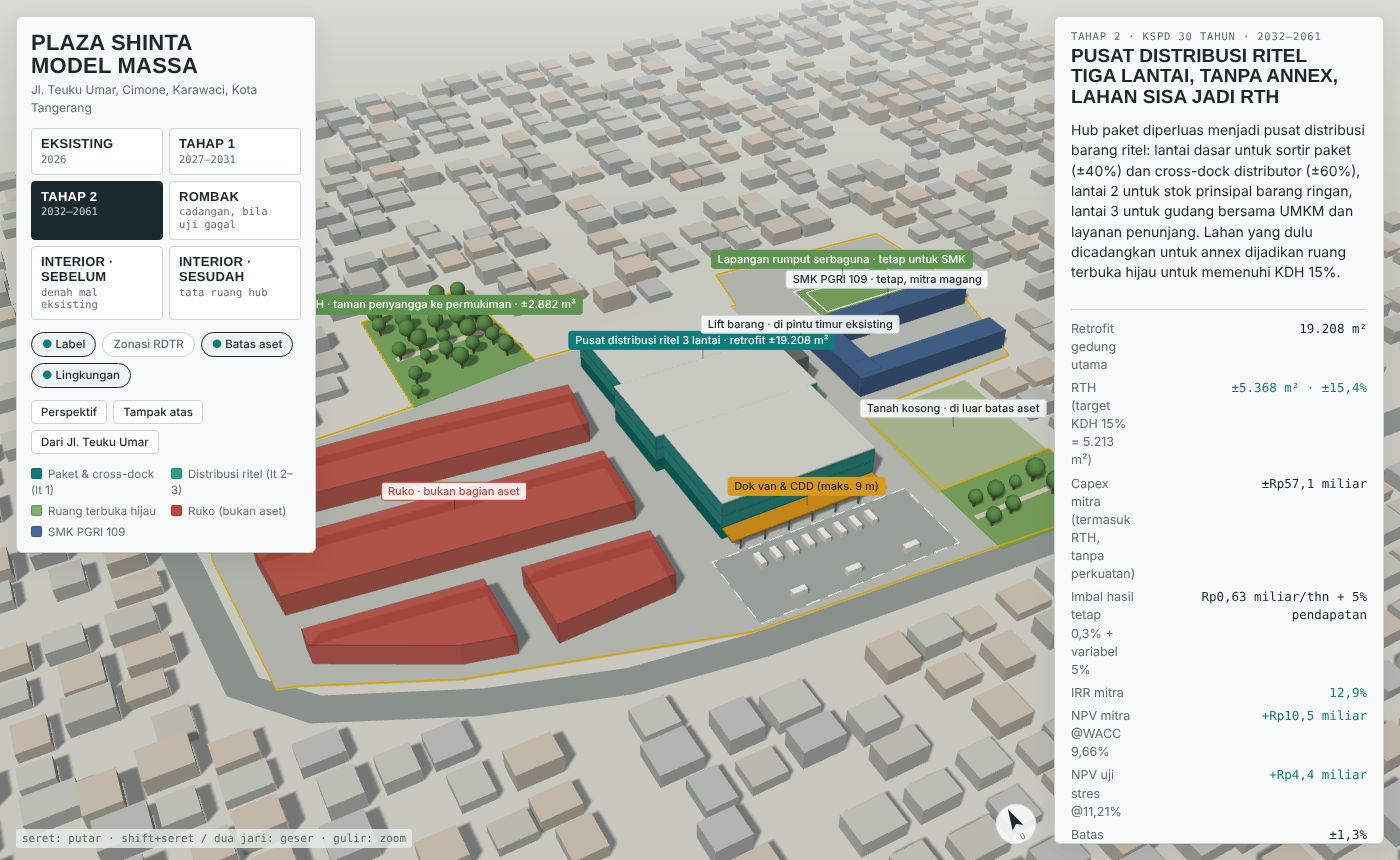 PLAZA SHINTA
MODEL MASSA
Jl. Teuku Umar, Cimone, Karawaci, Kota
Tangerang
EKSISTING
2026
TAHAP 1
2027–2031
TAHAP 2
2032–2061
ROMBAK
cadangan, bila
uji gagal
INTERIOR ·
SEBELUM
denah mal
eksisting
INTERIOR ·
SESUDAH
tata ruang hub
Label
Zonasi RDTR
Batas aset
Lingkungan
Perspektif
Tampak atas
Dari Jl. Teuku Umar
Paket & cross-dock
(lt 1)
Distribusi ritel (lt 2–
3)
Ruang terbuka hijau
Ruko (bukan aset)
SMK PGRI 109
Lapangan rumput serbaguna · tetap untuk SMK
SMK PGRI 109 · tetap, mitra magang
H · taman penyangga ke permukiman · ±2.882 m²
Lift barang · di pintu timur eksisting
Pusat distribusi ritel 3 lantai · retrofit ±19.208 m²
Tanah kosong · di luar batas aset
Ruko · bukan bagian aset
Dok van & CDD (maks. 9 m)
seret: putar · shift+seret / dua jari: geser · gulir: zoom
U
TAHAP 2 · KSPD 30 TAHUN · 2032–2061
PUSAT DISTRIBUSI RITEL
TIGA LANTAI, TANPA ANNEX,
LAHAN SISA JADI RTH
Hub paket diperluas menjadi pusat distribusi
barang ritel: lantai dasar untuk sortir paket
(±40%) dan cross-dock distributor (±60%),
lantai 2 untuk stok prinsipal barang ringan,
lantai 3 untuk gudang bersama UMKM dan
layanan penunjang. Lahan yang dulu
dicadangkan untuk annex dijadikan ruang
terbuka hijau untuk memenuhi KDH 15%.
Retrofit
gedung
utama
19.208 m²
RTH
(target
KDH 15%
= 5.213
m²)
±5.368 m² · ±15,4%
Capex
mitra
(termasuk
RTH,
tanpa
perkuatan)
±Rp57,1 miliar
Imbal hasil
tetap
0,3% +
variabel
5%
Rp0,63 miliar/thn + 5%
pendapatan
IRR mitra
12,9%
NPV mitra
@WACC
9,66%
+Rp10,5 miliar
NPV uji
stres
@11,21%
+Rp4,4 miliar
Batas
±1,3%